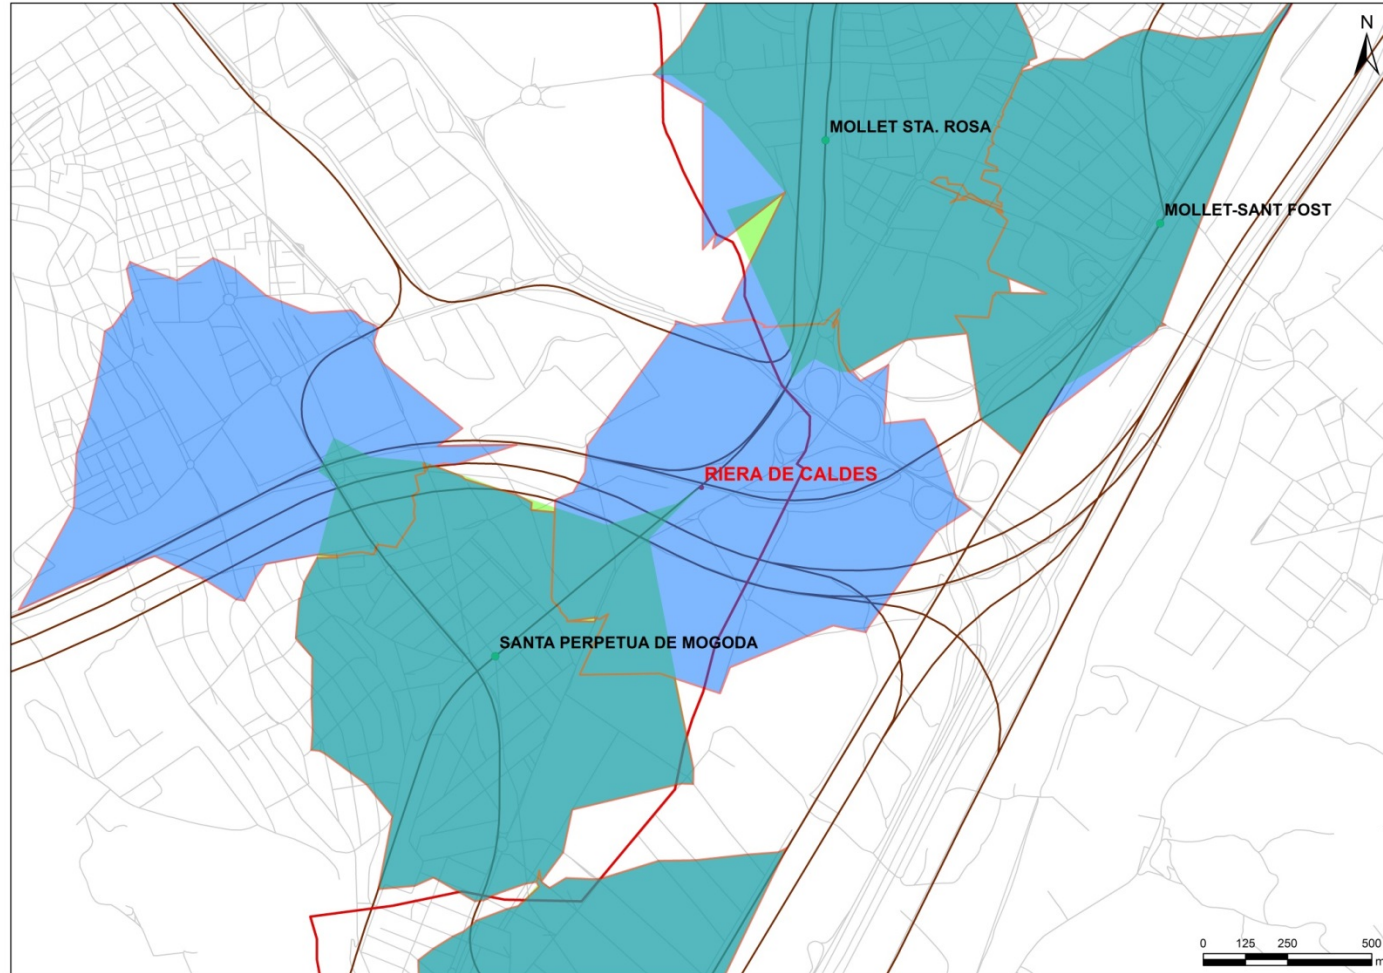 N
MOLLET STA. ROSA
MOLLET-SANT FOST
RIERA DE CALDES
SANTA PERPETUA DE MOGODA
0 125 250 500
m